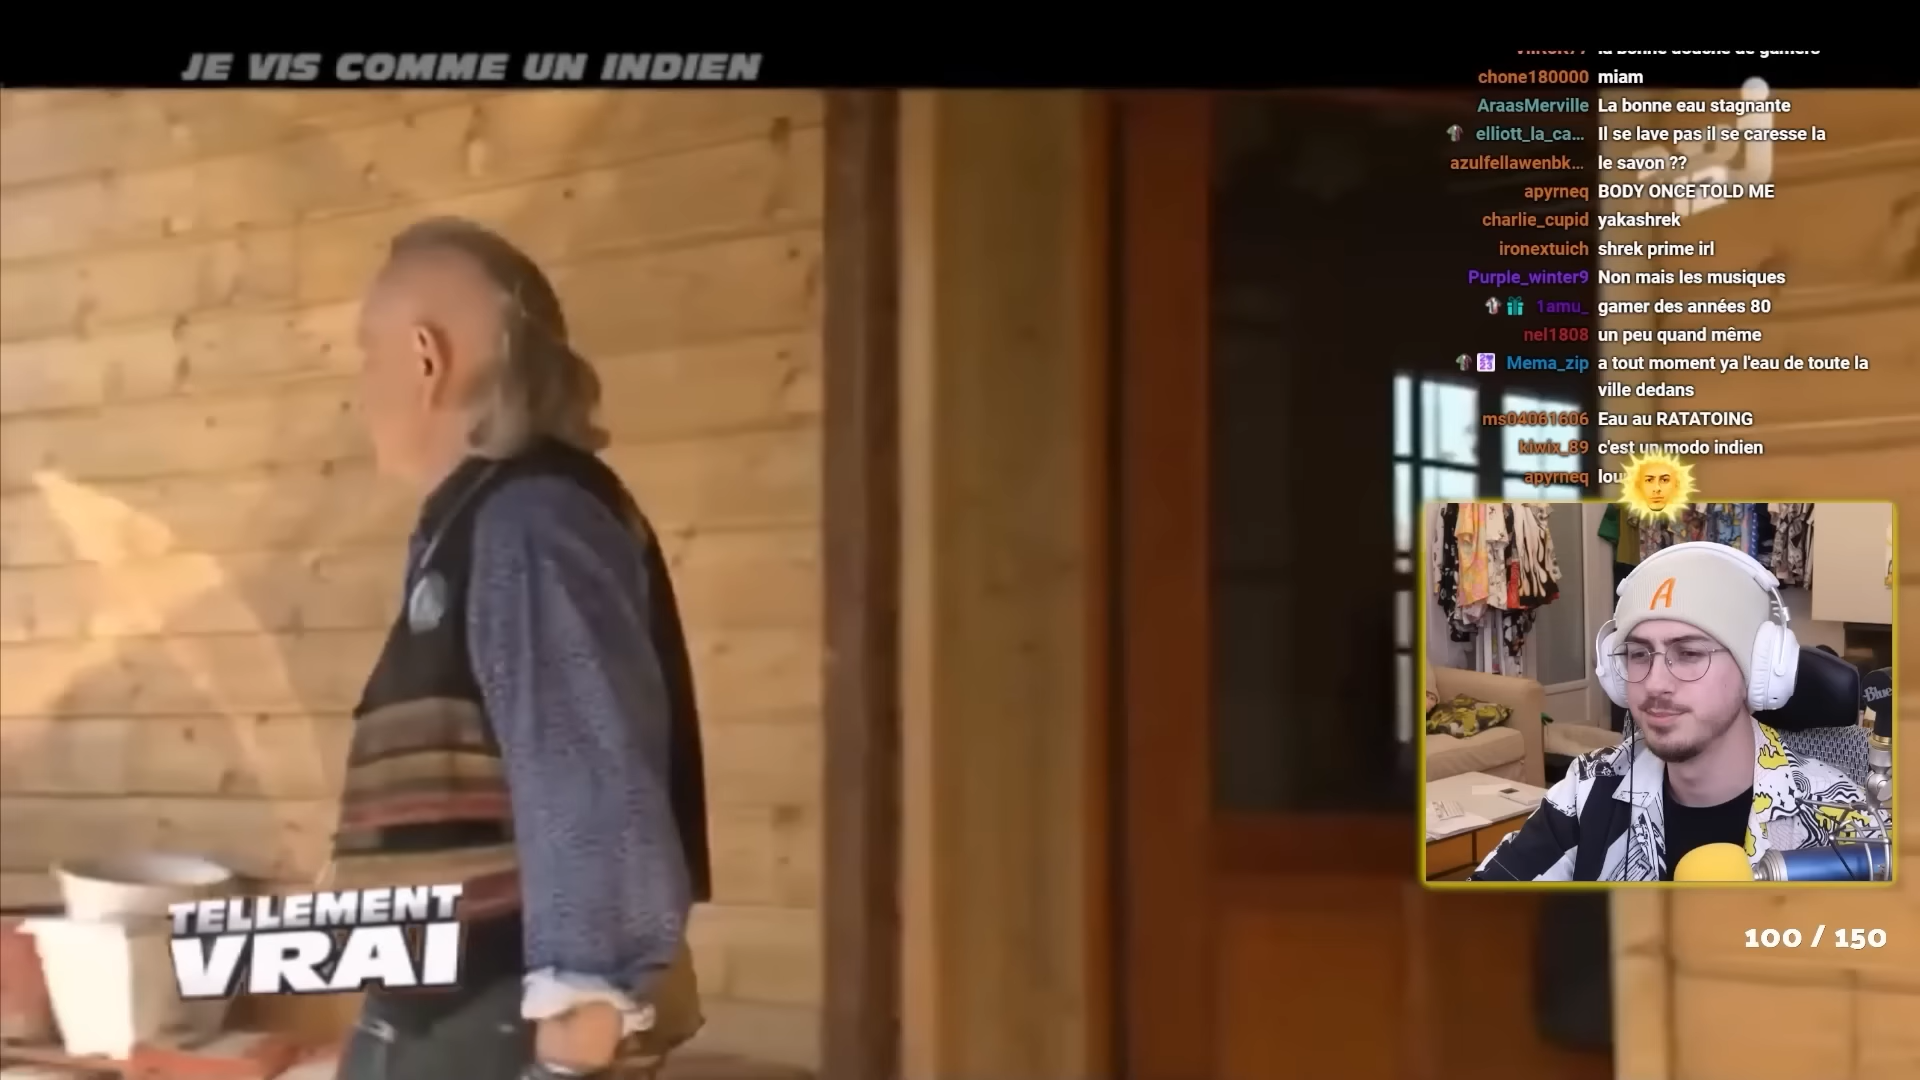 JE VIS COMME UN INDIEN
chone180000 miam
AraasMerville La bonne eau stagnante
elliott_la_ca... Il se lave pas il se caresse la
azulfellawenbk... le savon ??
apyrneq BODY ONCE TOLD ME
charlie_cupid yakashrek
ironextuich shrek prime irl
Purple_winter9 Non mais les musiques
1amu_ gamer des années 80
nel1808 un peu quand même
Mema_zip a tout moment ya l'eau de toute la
ville dedans
ms04061606 Eau au RATATOING
kiwix_89 c'est un modo indien
apyrneq
A
Blue
TELLEMENT
VRAI
100 / 150